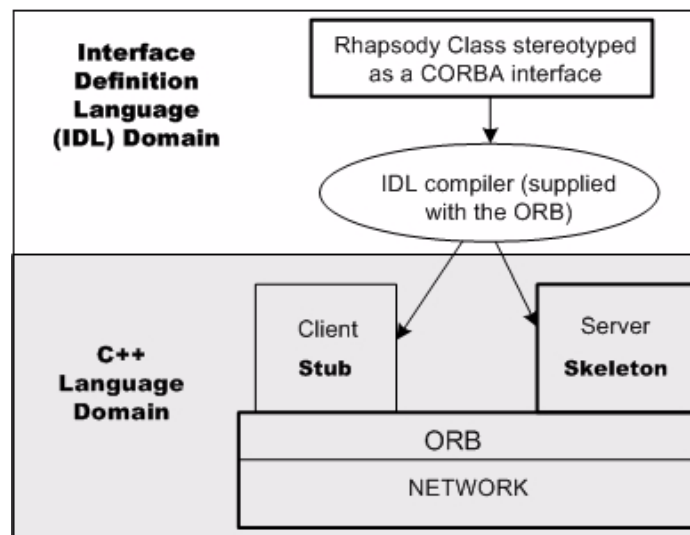 Interface
Definition
Language
(IDL) Domain
Rhapsody Class stereotyped
as a CORBA interface
IDL compiler (supplied
with the ORB)
C++
Language
Domain
Client
Stub
Server
Skeleton
ORB
NETWORK